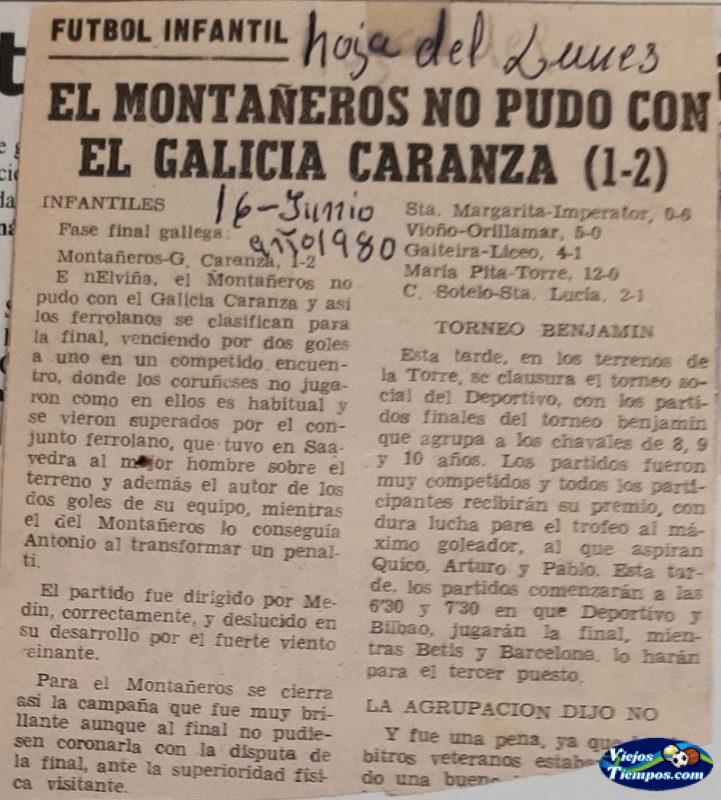 FUTBOL INFANTIL
hoja del Lunes
EL MONTAÑEROS NO PUDO CON
EL GALICIA CARANZA (1-2)
INFANTILES
16-Junio
año 1980
Fase final gallega:
Montañeros-G. Caranza, 1-2
E nElviña, el Montañeros no
pudo con el Galicia Caranza y asi
los ferrolanos se clasifican para
la final, venciendo por dos goles
a uno en un competido encuen-
tro, donde los coruñeses no juga-
ron como en ellos es habitual y
se vieron superados por el con-
junto ferrolano, que tuvo en Saa-
vedra al mejor hombre sobre el
terreno y además el autor de los
dos goles de su equipo, mientras
el del Montañeros lo conseguía
Antonio al transformar un penal-
ti.
El partido fue dirigido por Me-
dín, correctamente, y deslucido en
su desarrollo por el fuerte viento
reinante.
Para el Montañeros se cierra
así la campaña que fue muy bri-
llante aunque al final no pudie-
sen coronarla con la disputa de
la final, ante la superioridad físi-
ca visitante.
Sta. Margarita-Imperator, 0-6
Vioño-Orillamar, 5-0
Gaiteira-Liceo, 4-1
María Pita-Torre, 12-0
C. Sotelo-Sta. Lucía, 2-1
TORNEO BENJAMIN
Esta tarde, en los terrenos de
la Torre, se clausura el torneo so-
cial del Deportivo, con los parti-
dos finales del torneo benjamín
que agrupa a los chavales de 8, 9
y 10 años. Los partidos fueron
muy competidos y todos los parti-
cipantes recibirán su premio, con
dura lucha para el trofeo al má-
ximo goleador, al que aspiran
Quico, Arturo y Pablo. Esta tar-
de, los partidos comenzarán a las
6'30 y 7'30 en que Deportivo y
Bilbao, jugarán la final, mien-
tras Betis y Barcelona lo harán
para el tercer puesto.
LA AGRUPACION DIJO NO
Y fue una pena, ya que
bitros veteranos
do una
Viejos
Tiempos.com